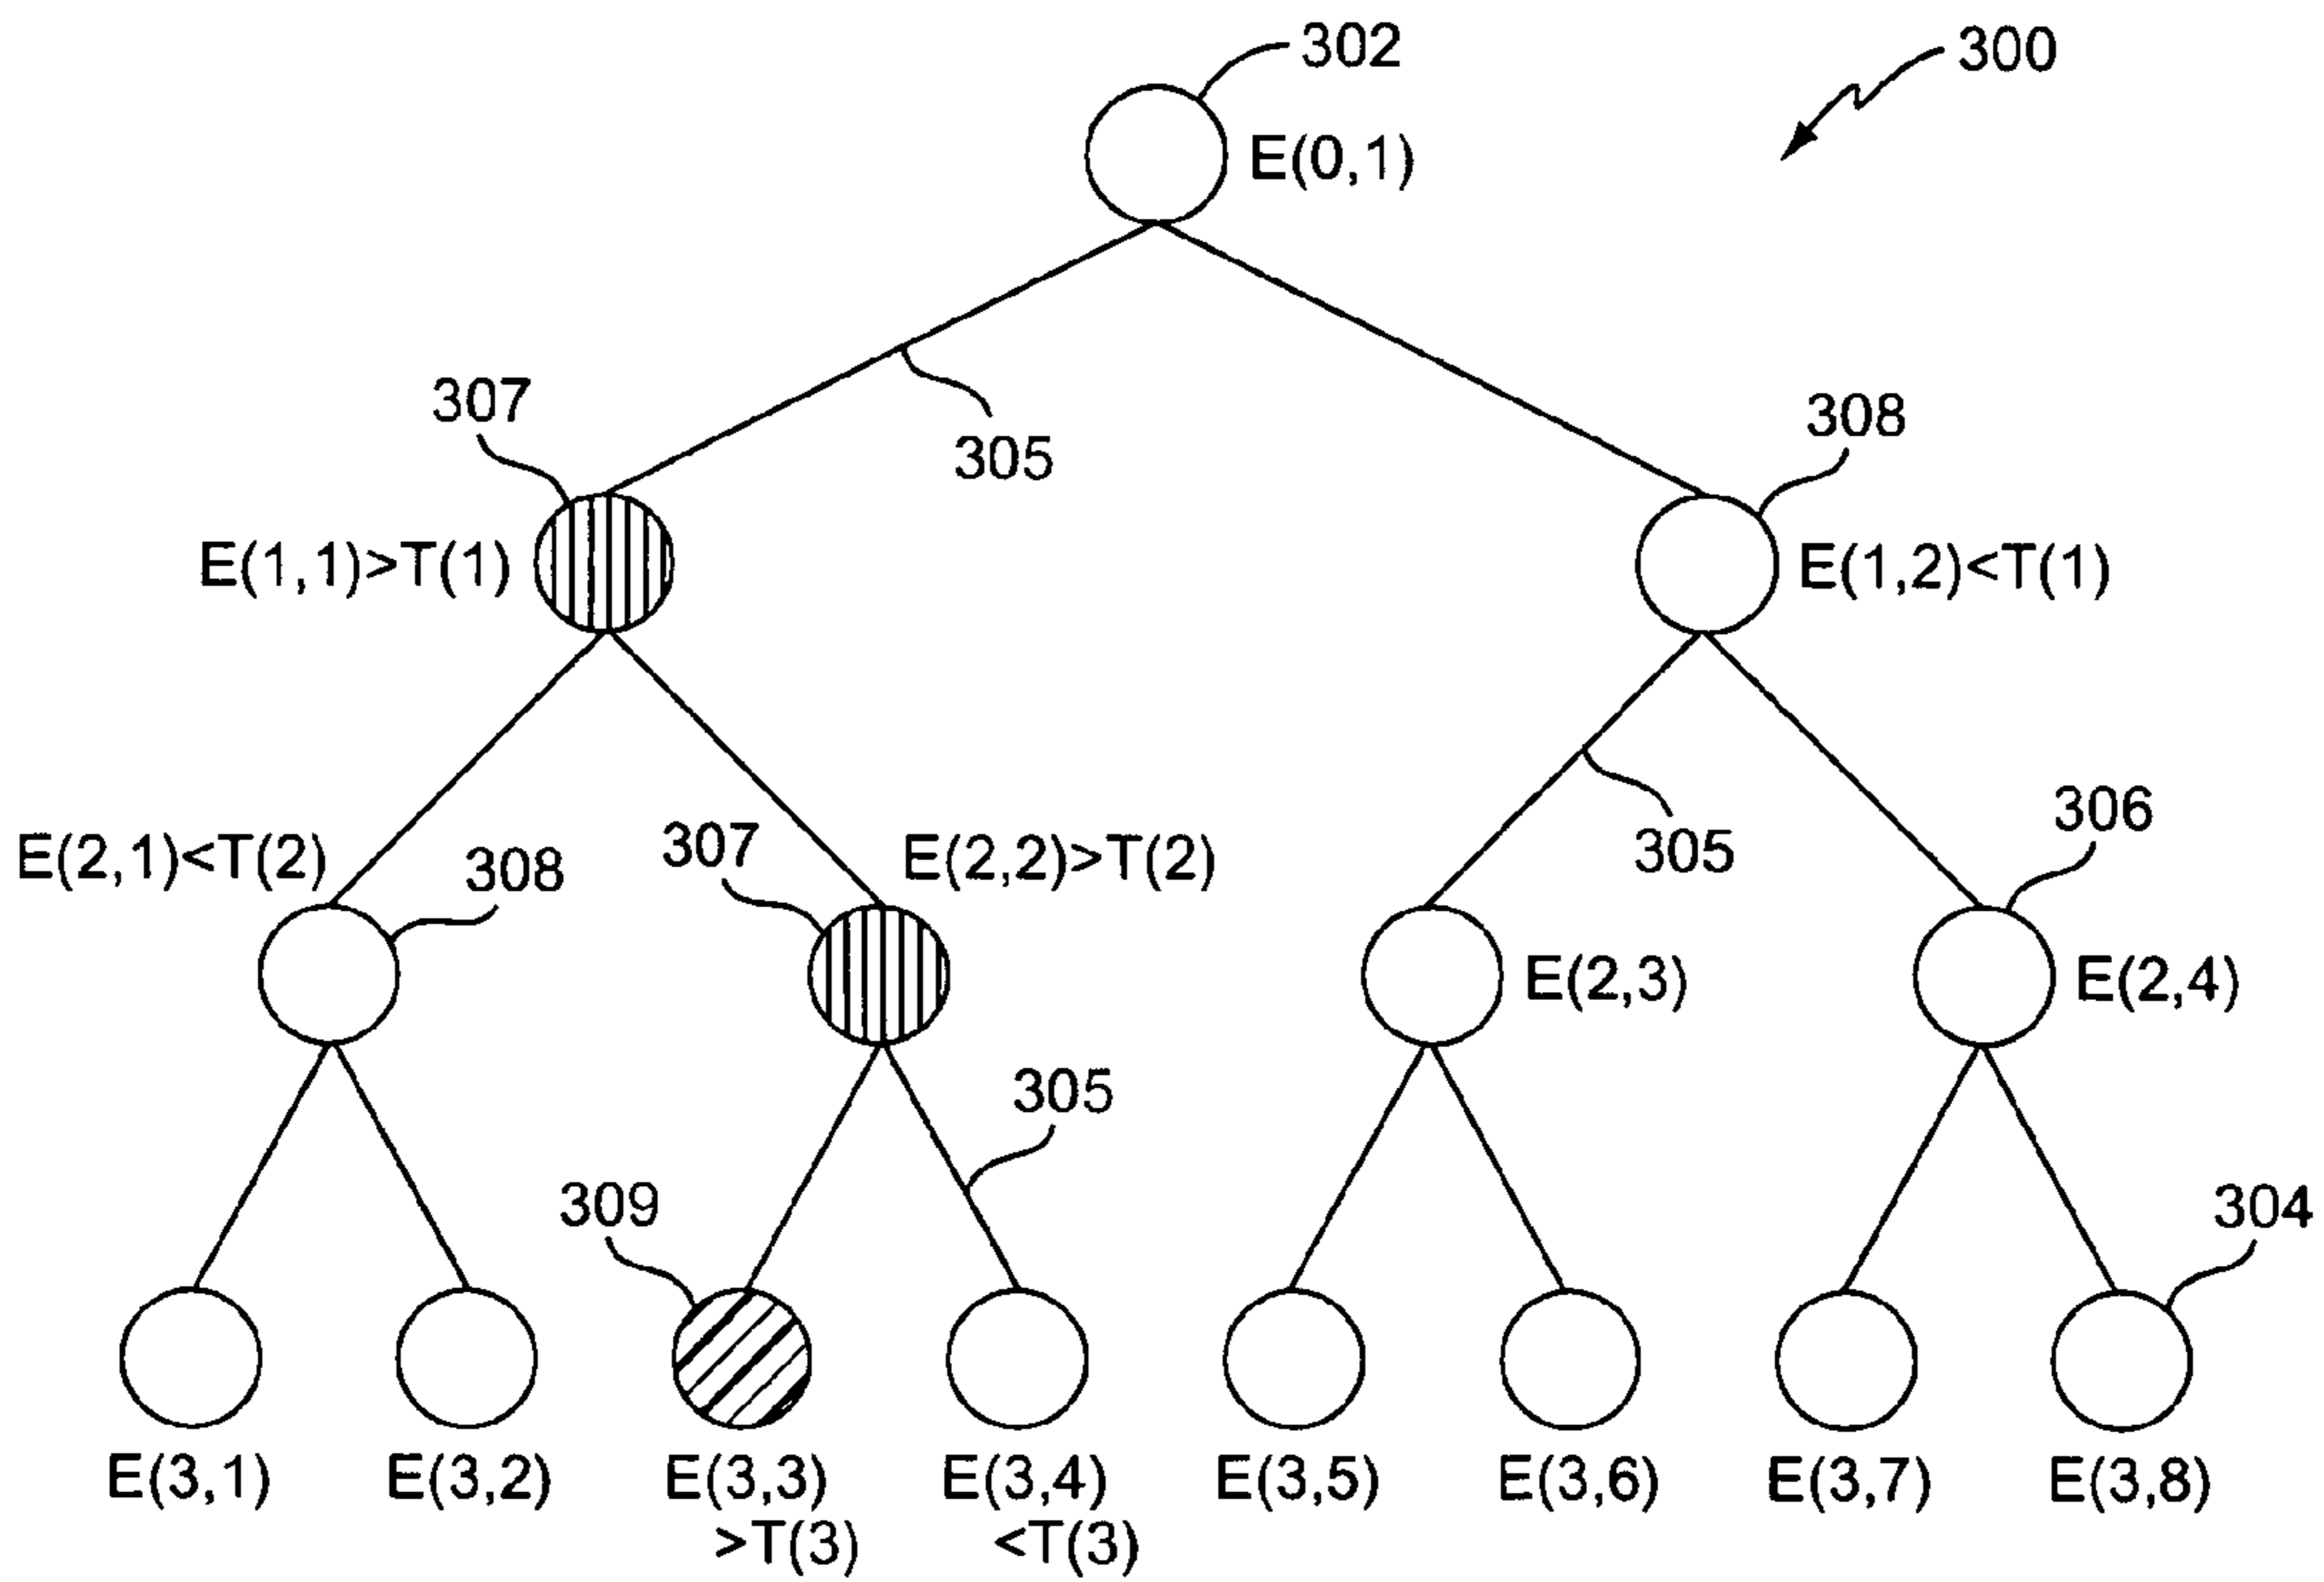 302
300
E(0,1)
307
305
308
E(1,1)>T(1)
E(1,2)<T(1)
E(2,1)<T(2)
308
307
E(2,2)>T(2)
305
306
E(2,3)
E(2,4)
305
309
304
E(3,1)
E(3,2)
E(3,3)
>T(3)
E(3,4)
<T(3)
E(3,5)
E(3,6)
E(3,7)
E(3,8)